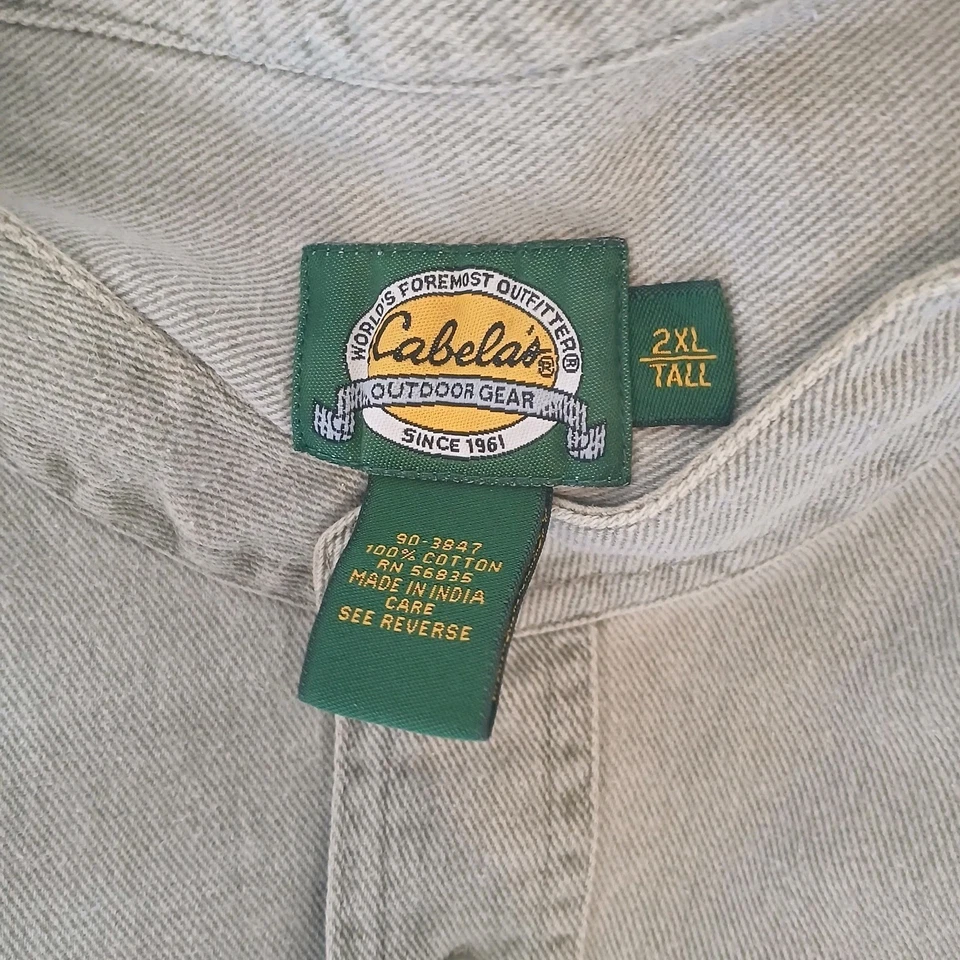 WORLD'S FOREMOST OUTFITTER®
Cabela's®
OUTDOOR GEAR
SINCE 1961
2XL
TALL
90-3847
100% COTTON
RN 56835
MADE IN INDIA
CARE
SEE REVERSE